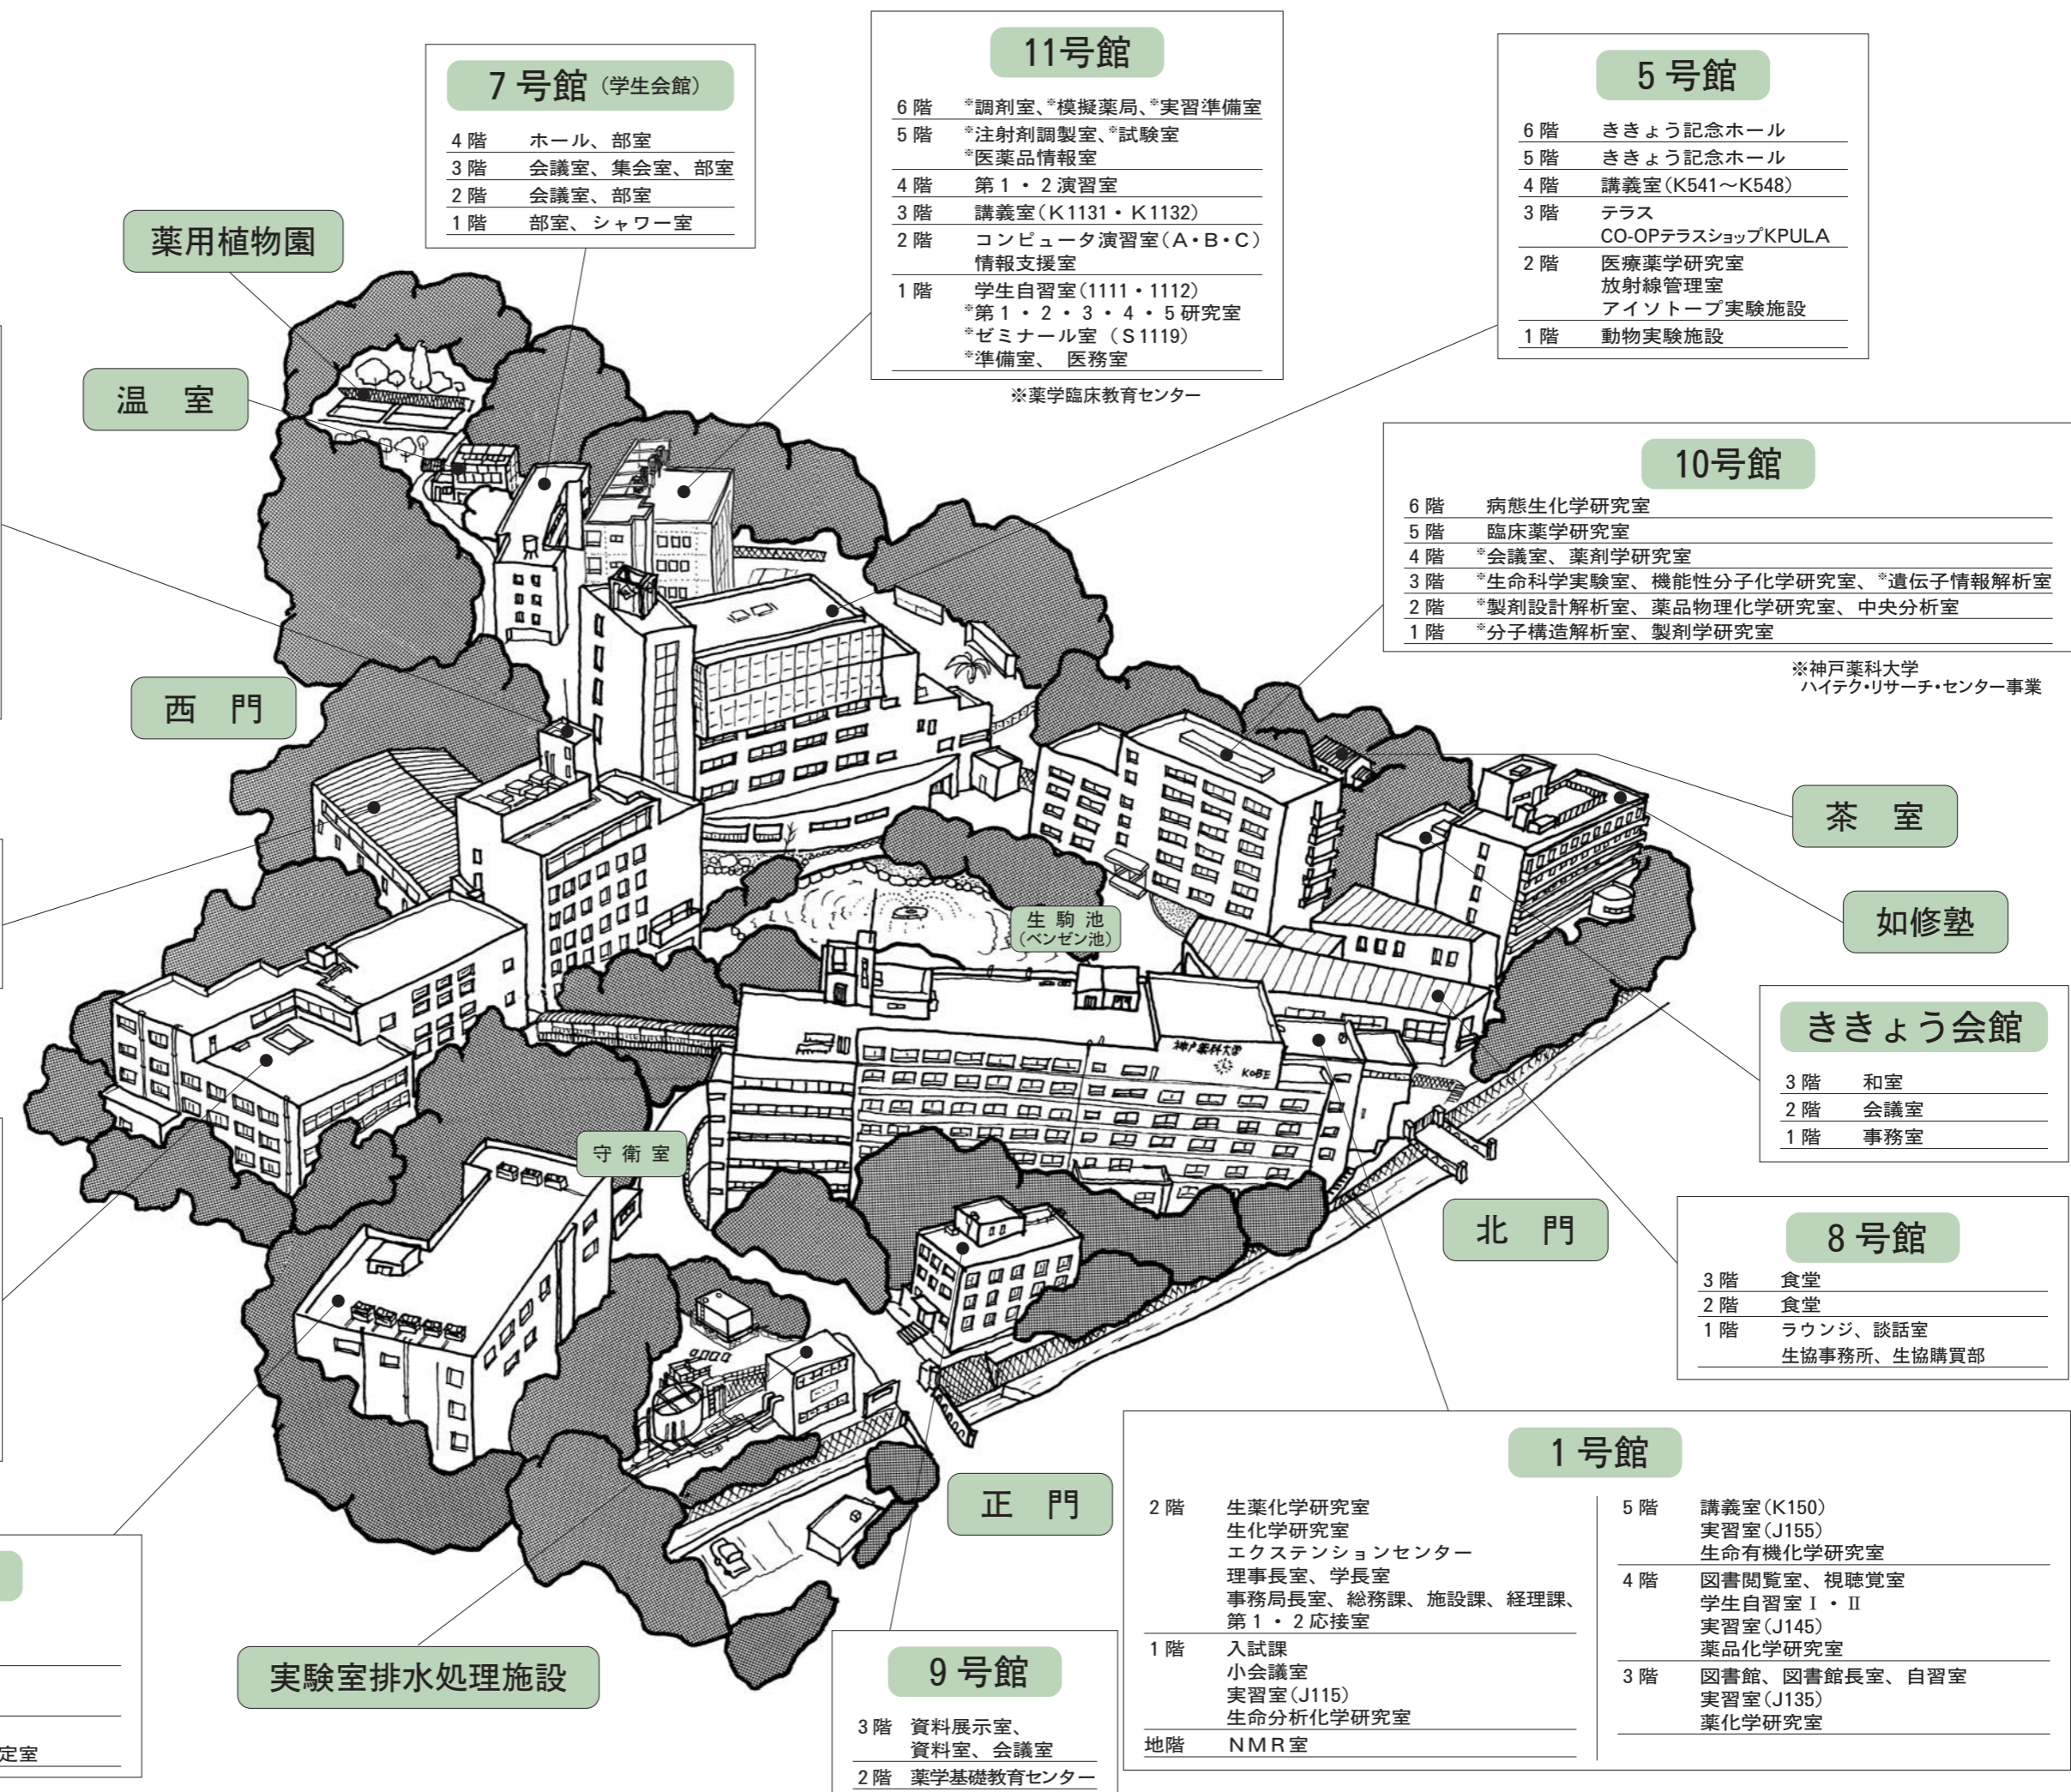 7号館(学生会館)
4階 ホール、部室
3階 会議室、集会室、部室
2階 会議室、部室
1階 部室、シャワー室
11号館
6階 ※調剤室、※模擬薬局、※実習準備室
5階 ※注射剤調製室、※試験室
※医薬品情報室
4階 第1・2演習室
3階 講義室(K1131・K1132)
2階 コンピュータ演習室(A・B・C)
情報支援室
1階 学生自習室(1111・1112)
※第1・2・3・4・5研究室
※ゼミナール室(S1119)
※準備室、 医務室
※薬学臨床教育センター
5号館
6階 ききょう記念ホール
5階 ききょう記念ホール
4階 講義室(K541~K548)
3階 テラス
CO-OPテラスショップKPULA
2階 医療薬学研究室
放射線管理室
アイソトープ実験施設
1階 動物実験施設
薬用植物園
温 室
10号館
6階 病態生化学研究室
5階 臨床薬学研究室
4階 ※会議室、薬剤学研究室
3階 ※生命科学実験室、機能性分子化学研究室、※遺伝子情報解析室
2階 ※製剤設計解析室、薬品物理化学研究室、中央分析室
1階 ※分子構造解析室、製剤学研究室
※神戸薬科大学
ハイテク・リサーチ・センター事業
西 門
茶 室
如修塾
生駒池
(ベンゼン池)
ききょう会館
3階 和室
2階 会議室
1階 事務室
神戸薬科大学
KOBE
守衛室
北 門
8号館
3階 食堂
2階 食堂
1階 ラウンジ、談話室
生協事務所、生協購買部
正 門
1号館
2階 生薬化学研究室
生化学研究室
エクステンションセンター
理事長室、学長室
事務局長室、総務課、施設課、経理課、
第1・2応接室
1階 入試課
小会議室
実習室(J115)
生命分析化学研究室
地階 NMR室
5階 講義室(K150)
実習室(J155)
生命有機化学研究室
4階 図書閲覧室、視聴覚室
学生自習室Ⅰ・Ⅱ
実習室(J145)
薬品化学研究室
3階 図書館、図書館長室、自習室
実習室(J135)
薬化学研究室
実験室排水処理施設
9号館
3階 資料展示室、
資料室、会議室
2階 薬学基礎教育センター
定室